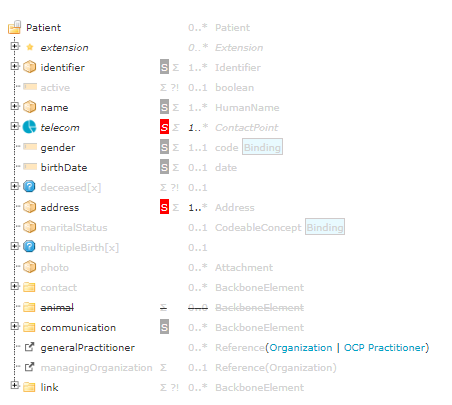 Patient 0..* Patient
extension 0..* Extension
identifier S Σ 1..* Identifier
active Σ ?! 0..1 boolean
name S Σ 1..* HumanName
telecom S Σ 1..* ContactPoint
gender S Σ 1..1 code Binding
birthDate S Σ 0..1 date
deceased[x] Σ ?! 0..1
address S Σ 1..* Address
maritalStatus 0..1 CodeableConcept Binding
multipleBirth[x] 0..1
photo 0..* Attachment
contact 0..* BackboneElement
animal Σ 0..0 BackboneElement
communication S 0..* BackboneElement
generalPractitioner 0..* Reference(Organization | OCP Practitioner)
managingOrganization Σ 0..1 Reference(Organization)
link Σ ?! 0..* BackboneElement